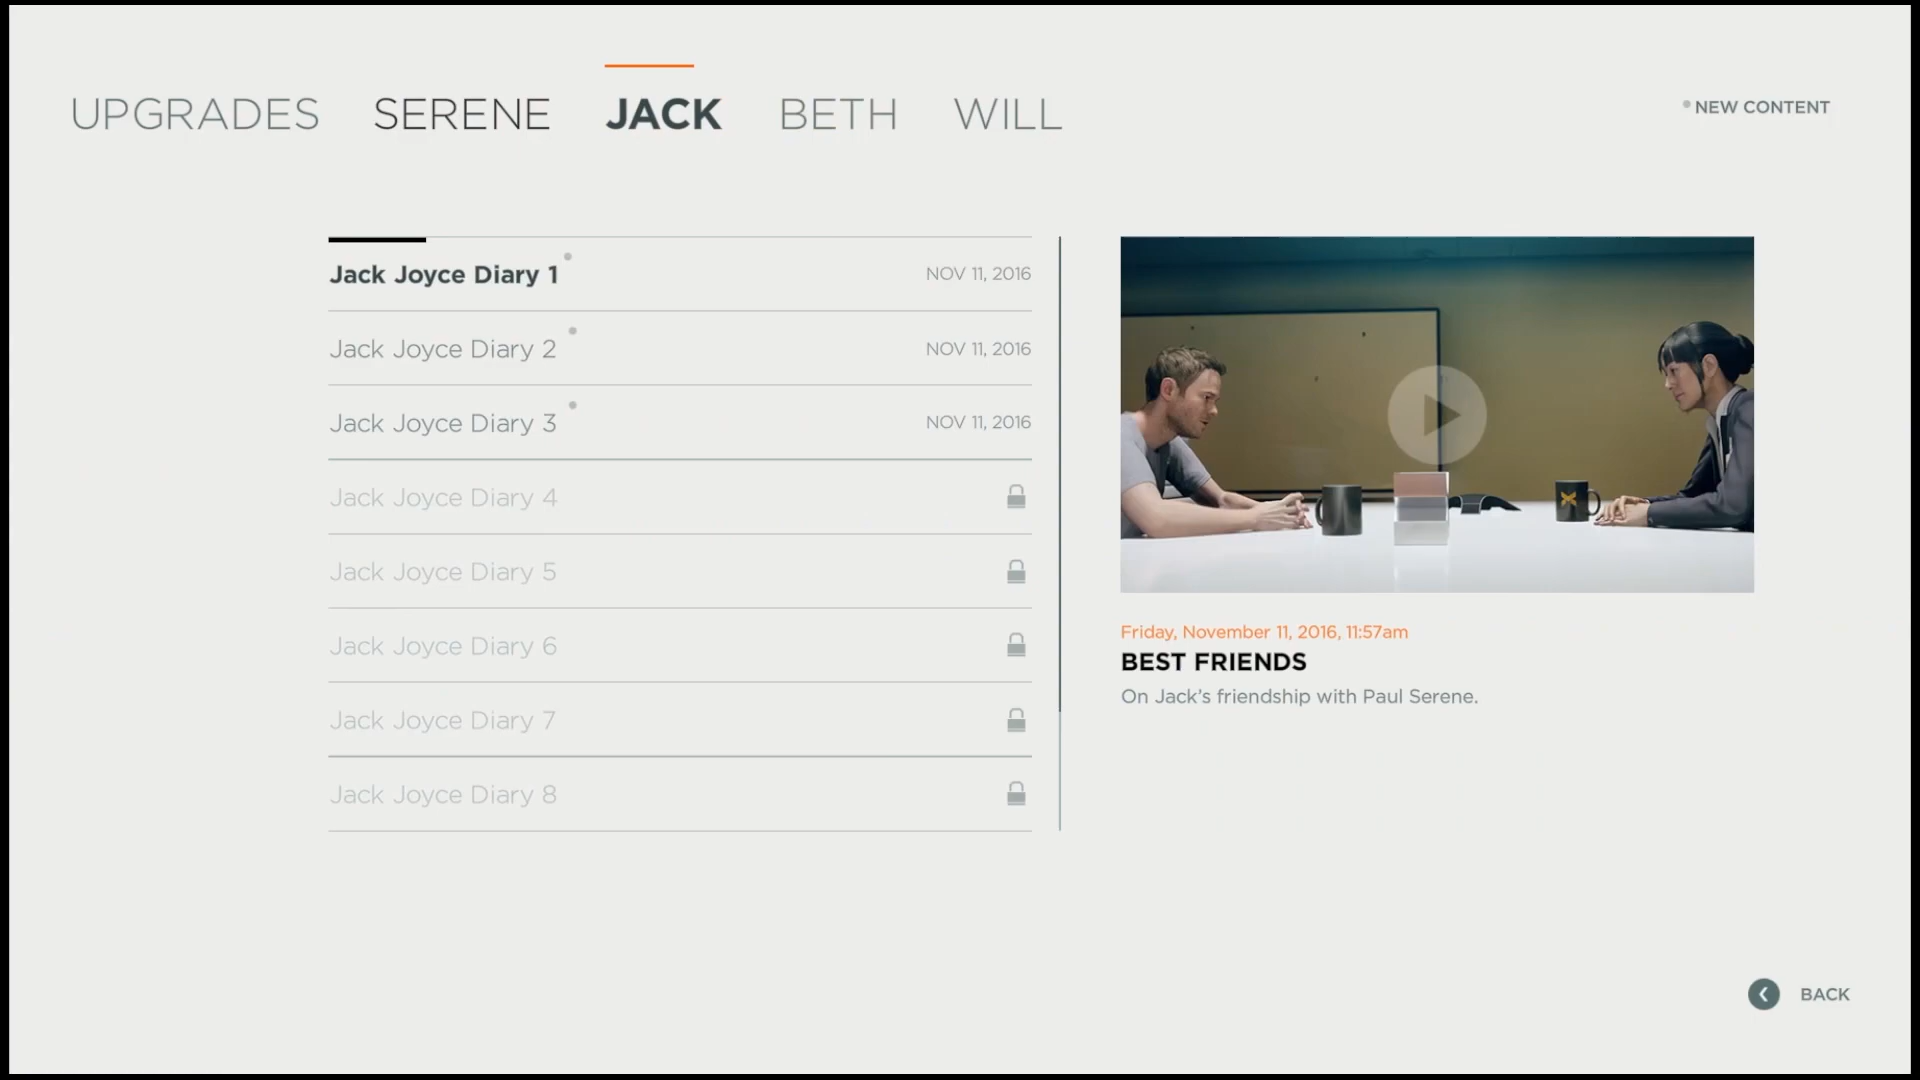 UPGRADES SERENE JACK BETH WILL
NEW CONTENT
Jack Joyce Diary 1 NOV 11, 2016
Jack Joyce Diary 2 NOV 11, 2016
Jack Joyce Diary 3 NOV 11, 2016
Jack Joyce Diary 4
Jack Joyce Diary 5
Jack Joyce Diary 6
Jack Joyce Diary 7
Jack Joyce Diary 8
Friday, November 11, 2016, 11:57am
BEST FRIENDS
On Jack's friendship with Paul Serene.
BACK